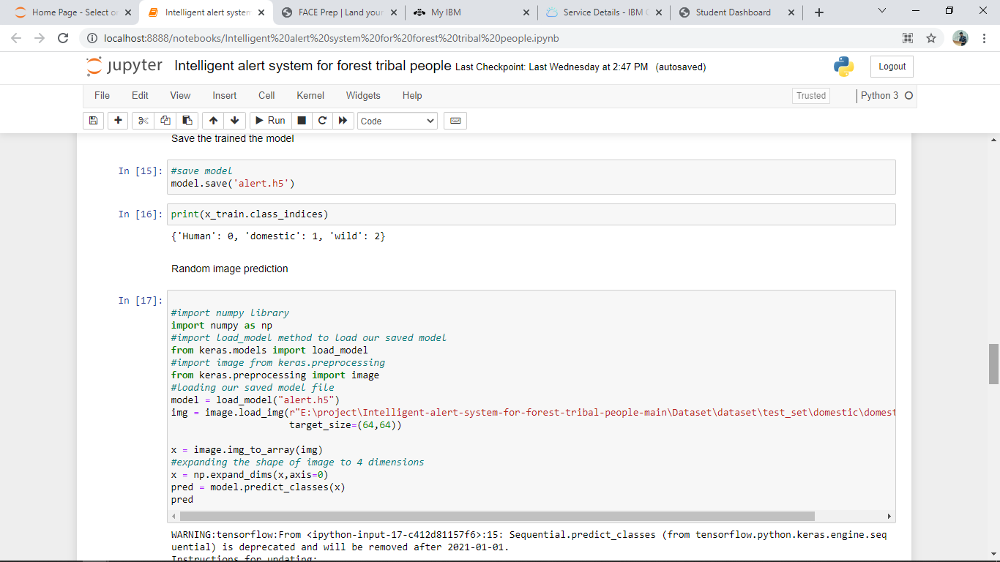 Home Page - Select or
Intelligent alert system
FACE Prep | Land your
My IBM
Service Details - IBM C
Student Dashboard
localhost:8888/notebooks/Intelligent%20alert%20system%20for%20forest%20tribal%20people.ipynb
jupyter Intelligent alert system for forest tribal people Last Checkpoint: Last Wednesday at 2:47 PM (autosaved)
Logout
File Edit View Insert Cell Kernel Widgets Help
Trusted
Python 3
Run
Code
Save the trained the model
In [15]: #save model
model.save('alert.h5')
In [16]: print(x_train.class_indices)
{'Human': 0, 'domestic': 1, 'wild': 2}
Random image prediction
In [17]:
#import numpy library
import numpy as np
#import load_model method to load our saved model
from keras.models import load_model
#import image from keras.preprocessing
from keras.preprocessing import image
#loading our saved model file
model = load_model("alert.h5")
img = image.load_img(r"E:\project\Intelligent-alert-system-for-forest-tribal-people-main\Dataset\dataset\test_set\domestic\domest
target_size=(64,64))
x = image.img_to_array(img)
#expanding the shape of image to 4 dimensions
x = np.expand_dims(x,axis=0)
pred = model.predict_classes(x)
pred
WARNING:tensorflow:From <ipython-input-17-c412d81157f6>:15: Sequential.predict_classes (from tensorflow.python.keras.engine.seq
uential) is deprecated and will be removed after 2021-01-01.
Instructions for updating: